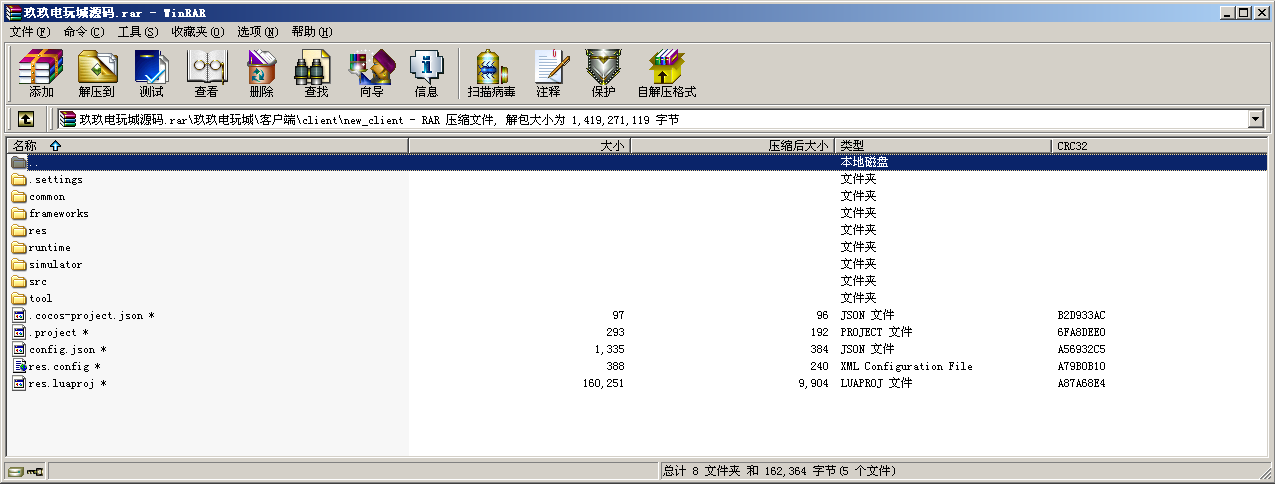 玖玖电玩城源码.rar - WinRAR
文件(F) 命令(C) 工具(S) 收藏夹(O) 选项(N) 帮助(H)
添加 解压到 测试 查看 删除 查找 向导 信息 扫描病毒 注释 保护 自解压格式
玖玖电玩城源码.rar\玖玖电玩城\客户端\client\new_client - RAR 压缩文件, 解包大小为 1,419,271,119 字节
名称 大小 压缩后大小 类型 CRC32
.. 本地磁盘
.settings 文件夹
common 文件夹
frameworks 文件夹
res 文件夹
runtime 文件夹
simulator 文件夹
src 文件夹
tool 文件夹
.cocos-project.json * 97 96 JSON 文件 B2D933AC
.project * 293 192 PROJECT 文件 6FA8DEE0
config.json * 1,335 384 JSON 文件 A56932C5
res.config * 388 240 XML Configuration File A79B0B10
res.luaproj * 160,251 9,904 LUAPROJ 文件 A87A68E4
总计 8 文件夹 和 162,364 字节(5 个文件)